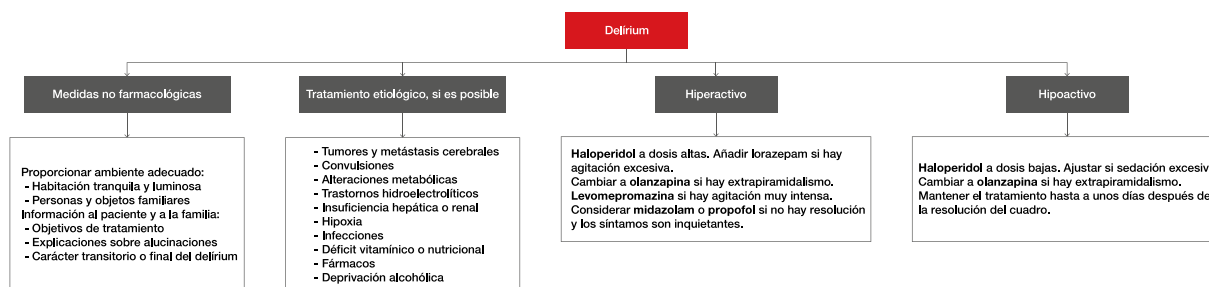 Delírium
Medidas no farmacológicas
Tratamiento etiológico, si es posible
Hiperactivo
Hipoactivo
Proporcionar ambiente adecuado:
- Habitación tranquila y luminosa
- Personas y objetos familiares
Información al paciente y a la familia:
- Objetivos de tratamiento
- Explicaciones sobre alucinaciones
- Carácter transitorio o final del delírium
- Tumores y metástasis cerebrales
- Convulsiones
- Alteraciones metabólicas
- Trastornos hidroelectrolíticos
- Insuficiencia hepática o renal
- Hipoxia
- Infecciones
- Déficit vitamínico o nutricional
- Fármacos
- Deprivación alcohólica
Haloperidol a dosis altas. Añadir lorazepam si hay
agitación excesiva.
Cambiar a olanzapina si hay extrapiramidalismo.
Levomepromazina si hay agitación muy intensa.
Considerar midazolam o propofol si no hay resolución
y los síntamos son inquietantes.
Haloperidol a dosis bajas. Ajustar si sedación excesiv
Cambiar a olanzapina si hay extrapiramidalismo.
Mantener el tratamiento hasta a unos días después de
la resolución del cuadro.